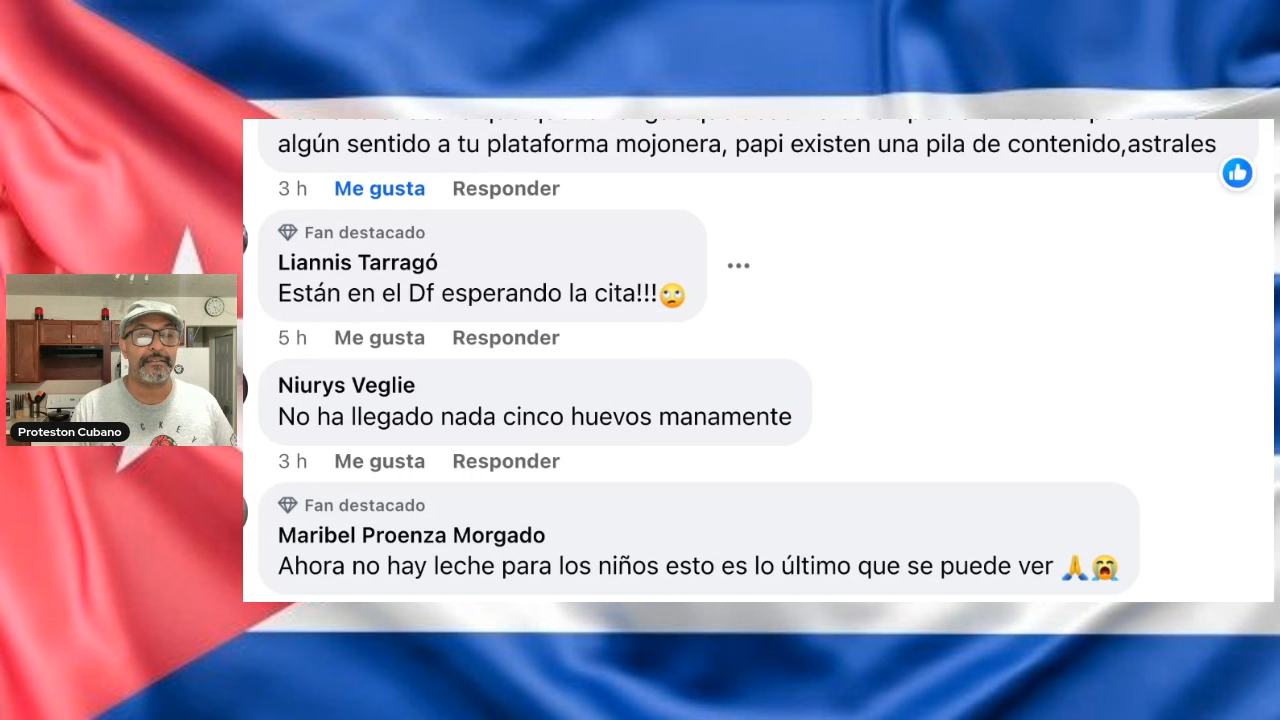 algún sentido a tu plataforma mojonera, papi existen una pila de contenido,astrales
3 h Me gusta Responder
Fan destacado
Liannis Tarragó
Están en el Df esperando la cita!!!🙄
5 h Me gusta Responder
Niurys Veglie
No ha llegado nada cinco huevos manamente
3 h Me gusta Responder
Fan destacado
Maribel Proenza Morgado
Ahora no hay leche para los niños esto es lo último que se puede ver 🙏😭
Proteston Cubano